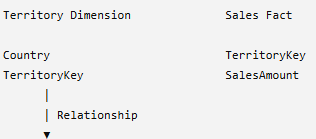 Territory Dimension Sales Fact
Country TerritoryKey
TerritoryKey SalesAmount
|
| Relationship
▼